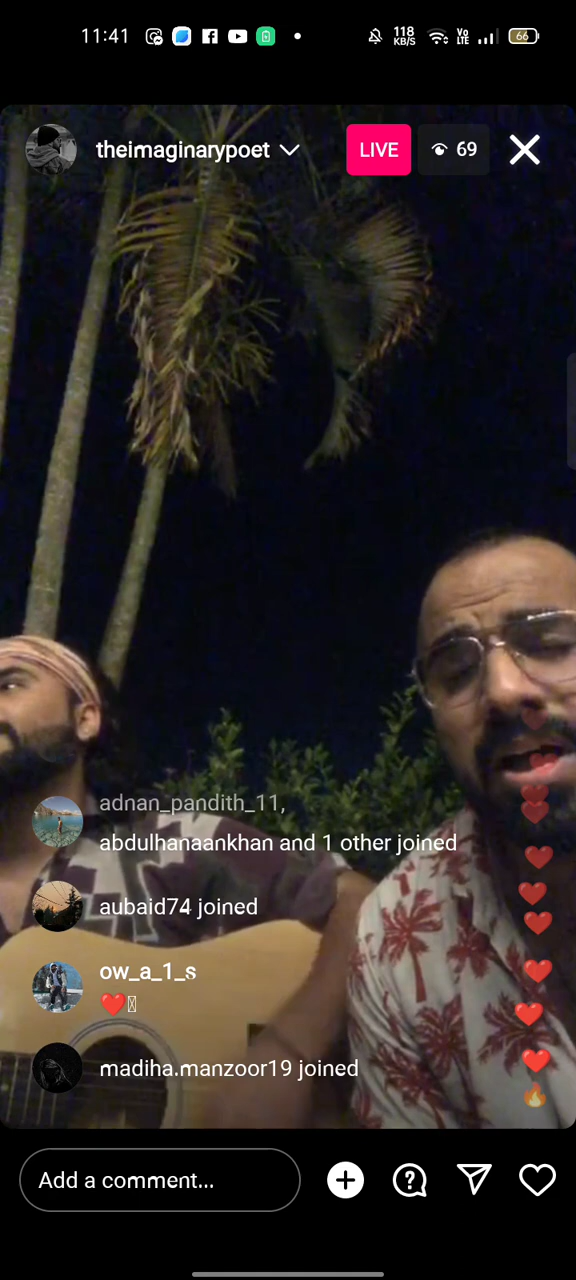 11:41
118
KB/S
Vo
LTE
66
theimaginarypoet
LIVE
69
adnan_pandith_11,
abdulhanaankhan and 1 other joined
aubaid74 joined
ow_a_1_s
❤️
madiha.manzoor19 joined
Add a comment...